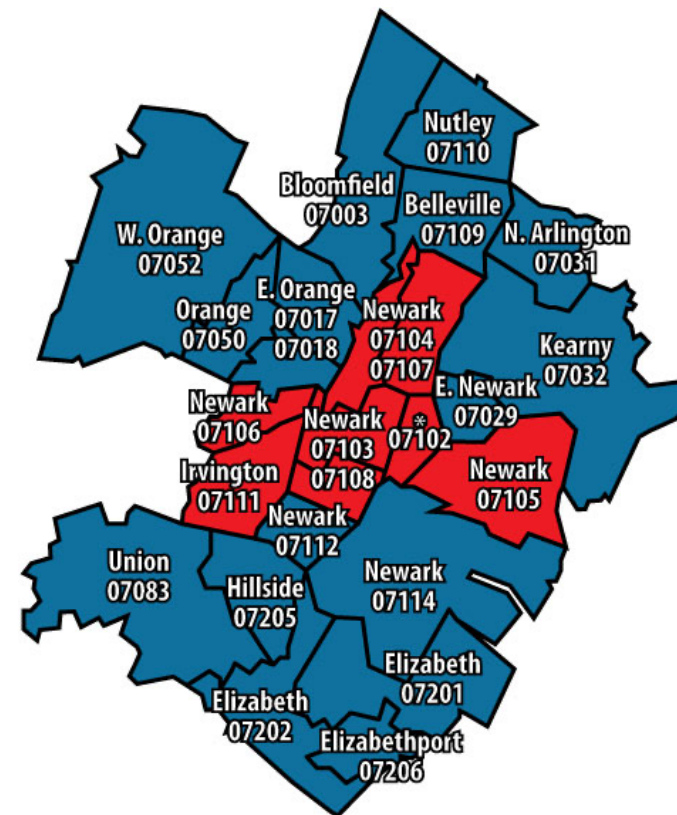 Nutley
07110
Bloomfield
07003
Belleville
07109
N. Arlington
07031
W. Orange
07052
E. Orange
07017
07018
Orange
07050
Newark
07104
07107
Kearny
07032
E. Newark
07029
Newark
07106
Newark
07103
07108
*
07102
Irvington
07111
Newark
07105
Newark
07112
Union
07083
Hillside
07205
Newark
07114
Elizabeth
07201
Elizabeth
07202
Elizabethport
07206